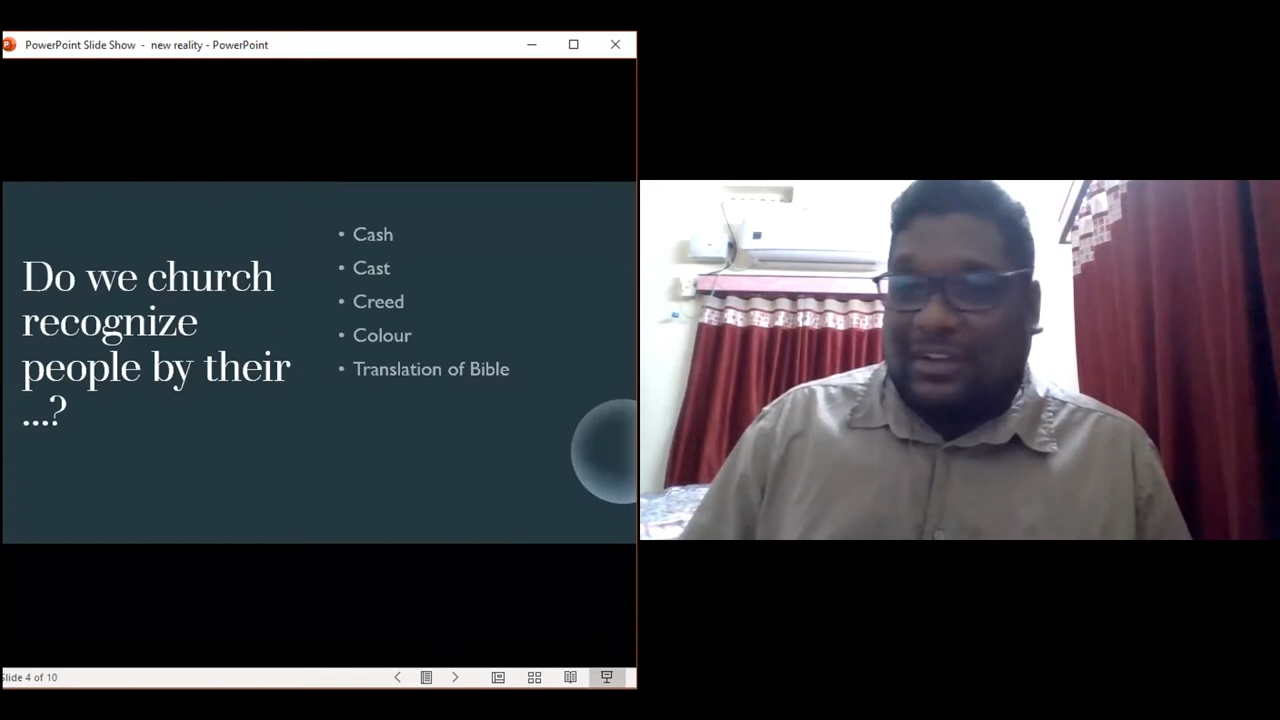 PowerPoint Slide Show - new reality - PowerPoint
Do we church
recognize
people by their
...?
• Cash
• Cast
• Creed
• Colour
• Translation of Bible
Slide 4 of 10